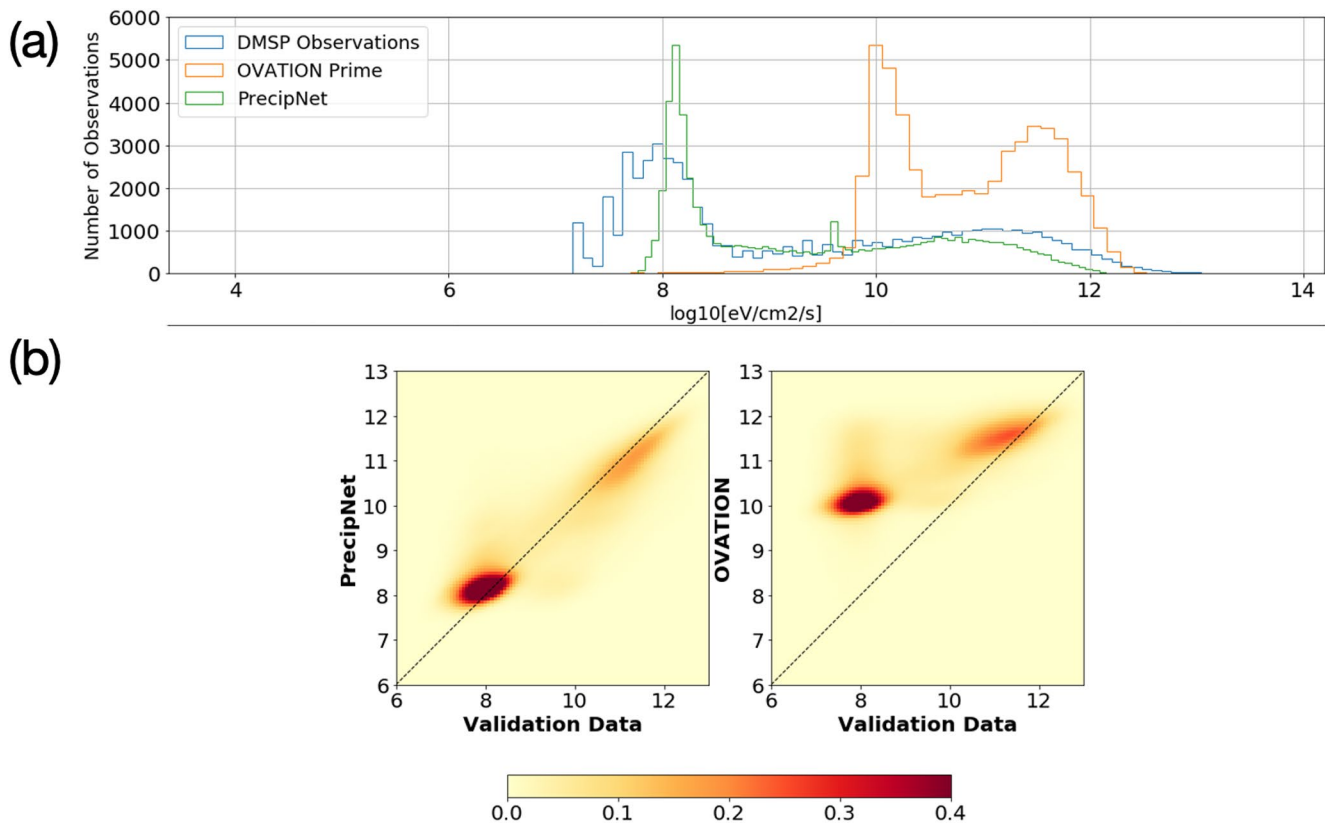 (a)
Number of Observations
6000
5000
4000
3000
2000
1000
0
DMSP Observations
OVATION Prime
PrecipNet
4 6 8 10 12 14
log10[eV/cm2/s]
(b)
PrecipNet
13
12
11
10
9
8
7
6
6 8 10 12
Validation Data
OVATION
13
12
11
10
9
8
7
6
6 8 10 12
Validation Data
0.0 0.1 0.2 0.3 0.4